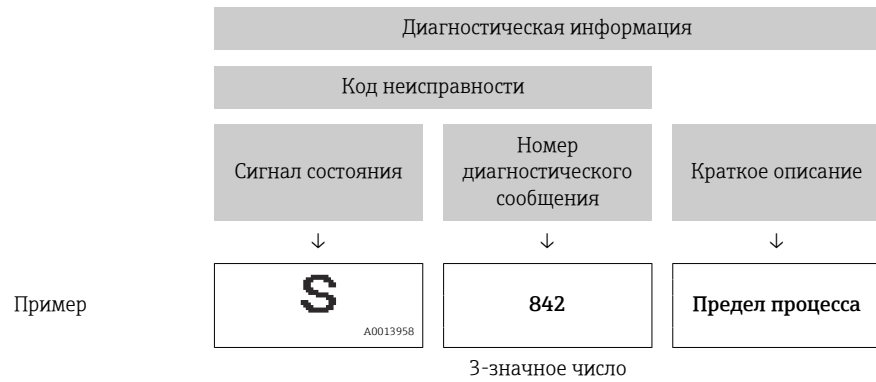 Диагностическая информация
Код неисправности
Сигнал состояния
Номер
диагностического
сообщения
Краткое описание
↓ ↓ ↓
Пример
S
A0013958
842
Предел процесса
3-значное число